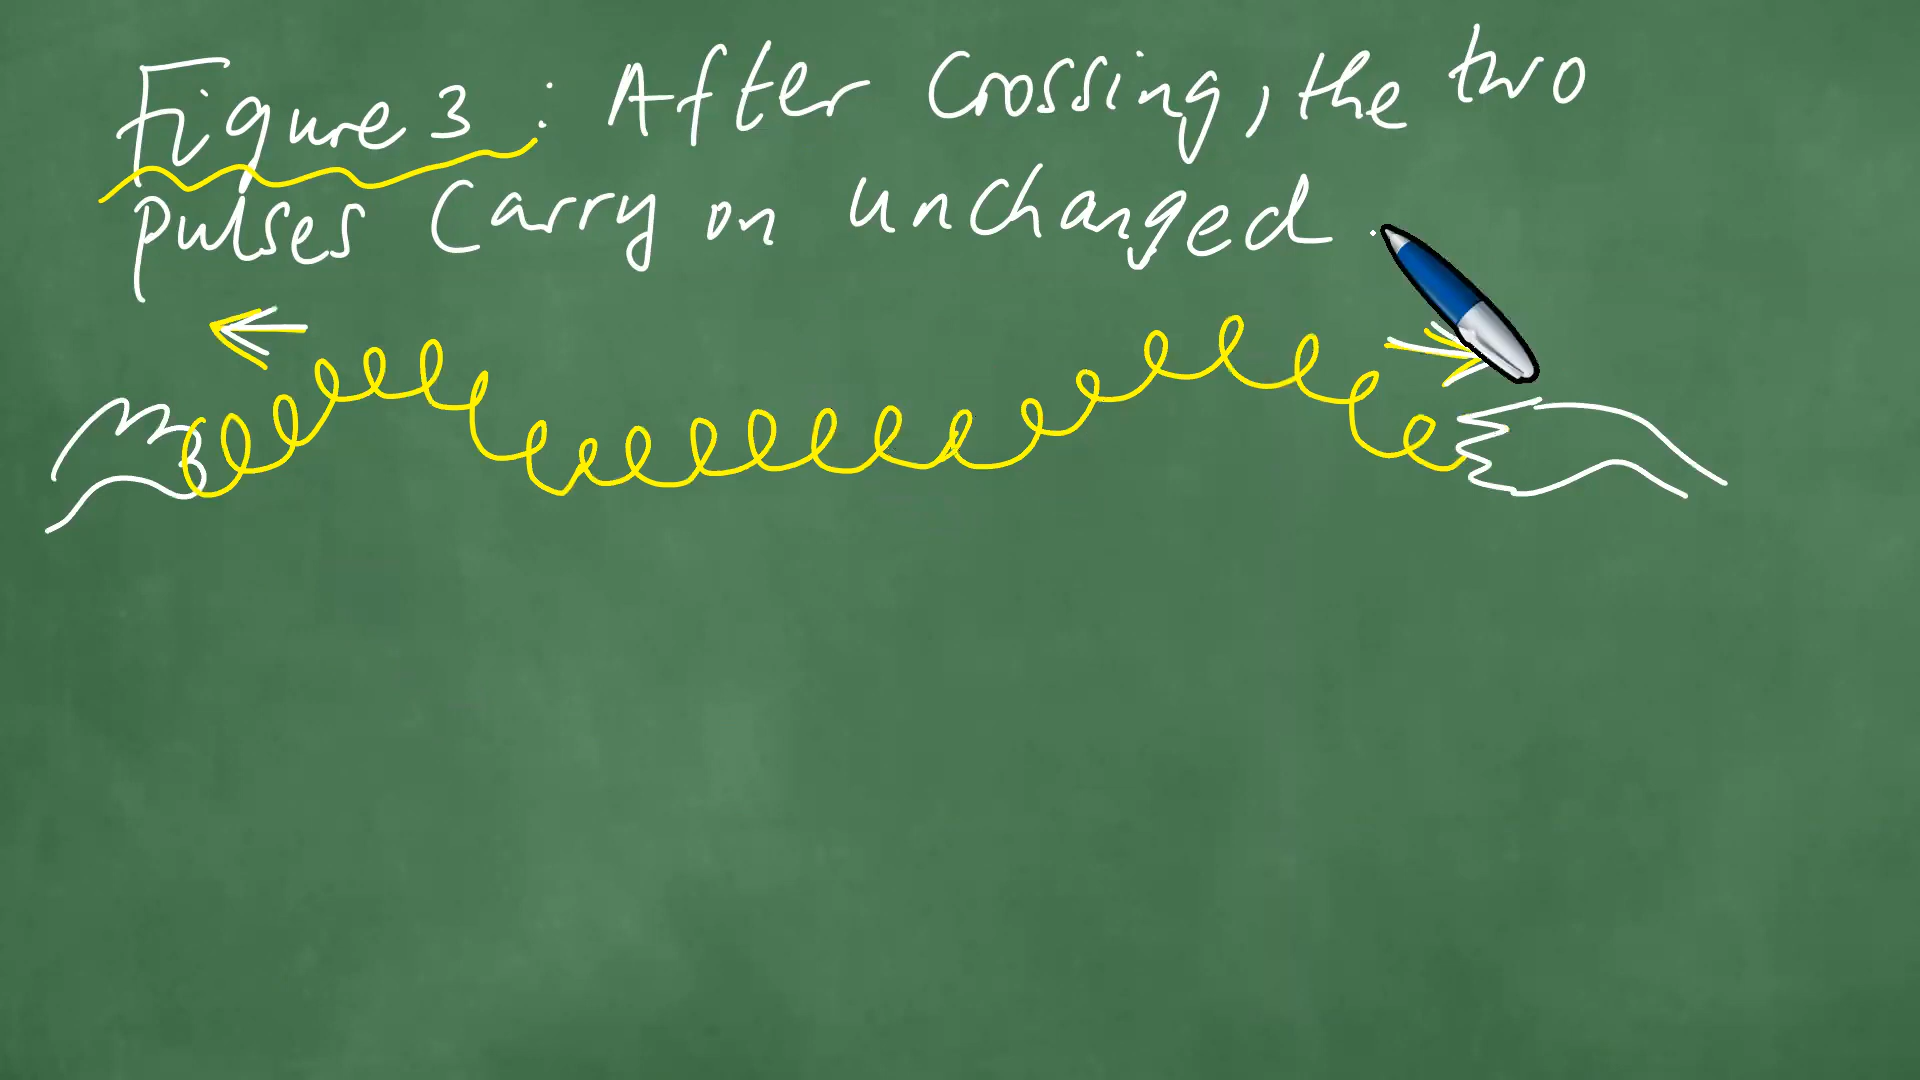 Figure 3 : After Crossing, the two
pulses Carry on unchanged .